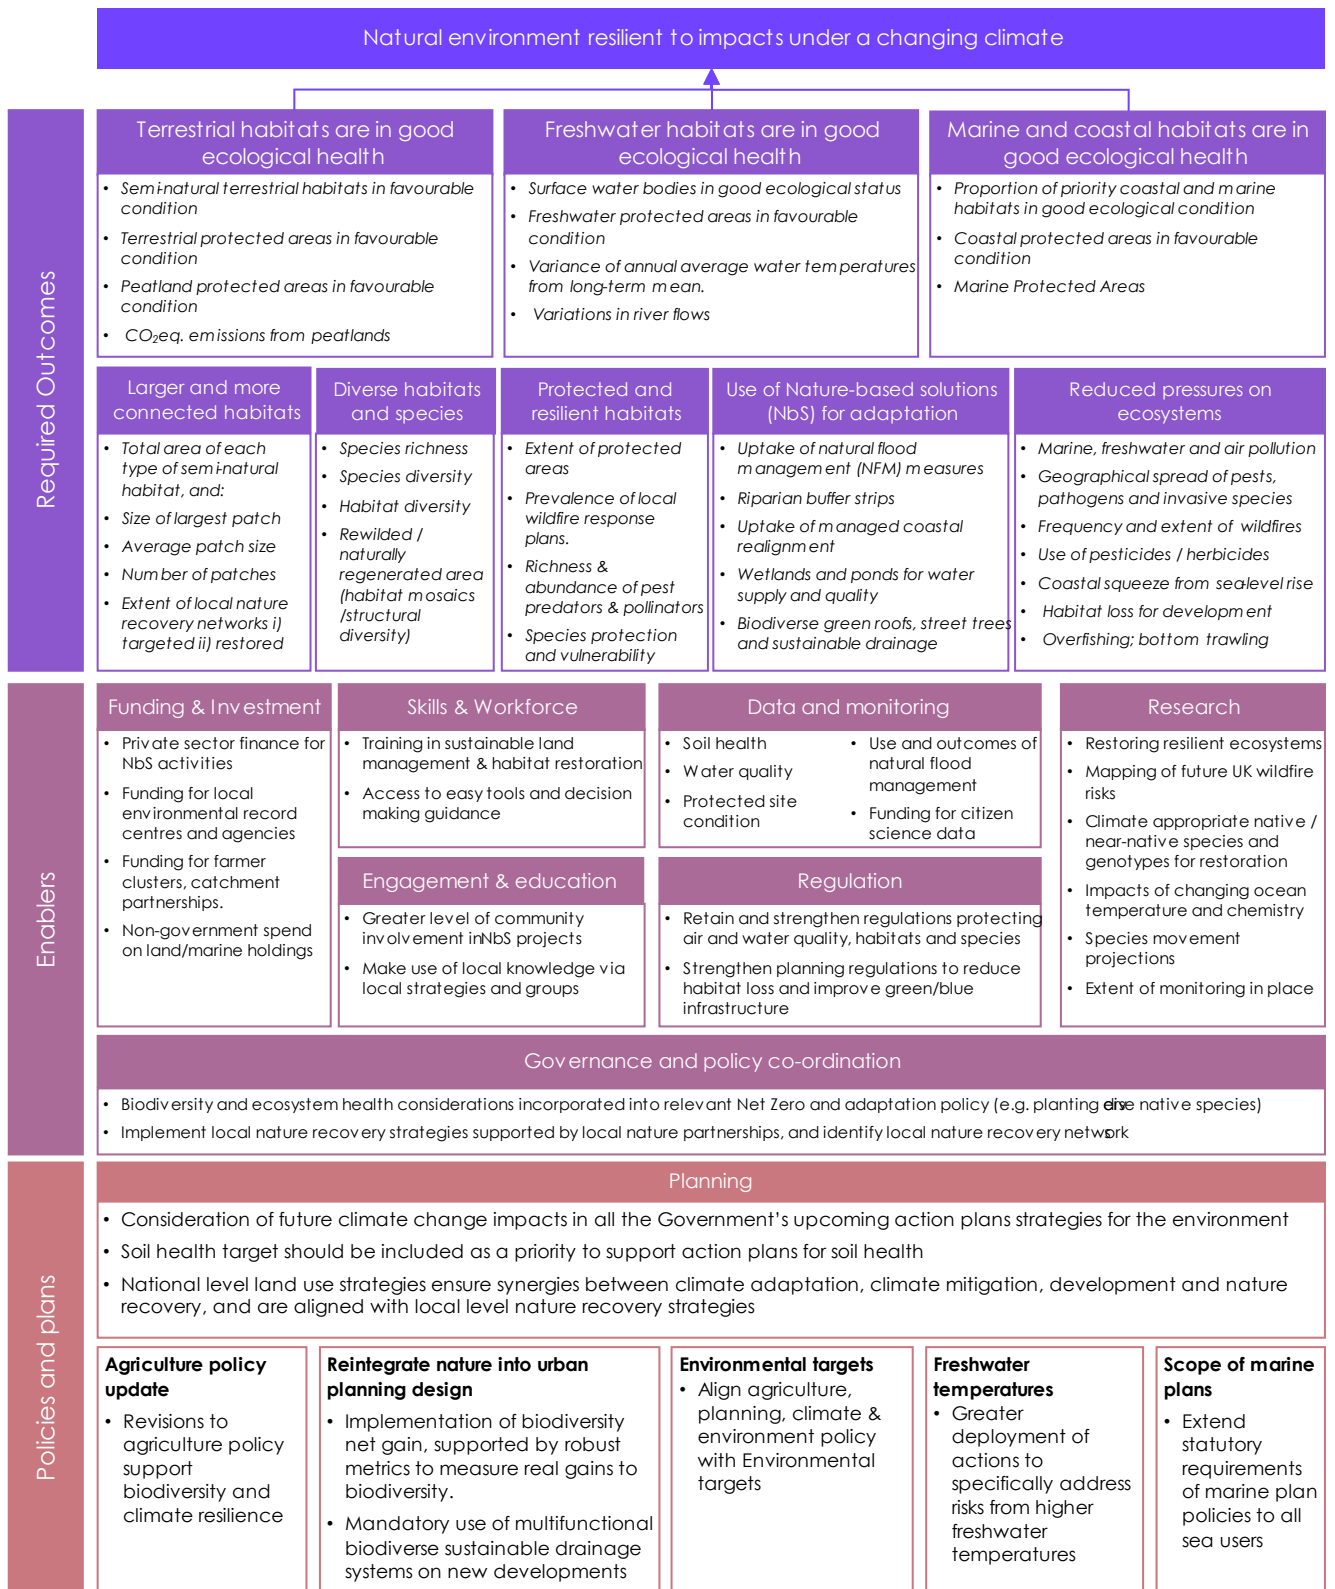 Natural environment resilient to impacts under a changing climate
Required Outcomes
Terrestrial habitats are in good
ecological health
• Semi-natural terrestrial habitats in favourable
condition
• Terrestrial protected areas in favourable
condition
• Peatland protected areas in favourable
condition
• CO₂eq. emissions from peatlands
Freshwater habitats are in good
ecological health
• Surface water bodies in good ecological status
• Freshwater protected areas in favourable
condition
• Variance of annual average water temperatures
from long-term mean.
• Variations in river flows
Marine and coastal habitats are in
good ecological health
• Proportion of priority coastal and marine
habitats in good ecological condition
• Coastal protected areas in favourable
condition
• Marine Protected Areas
Larger and more
connected habitats
• Total area of each
type of semi-natural
habitat, and:
• Size of largest patch
• Average patch size
• Number of patches
• Extent of local nature
recovery networks i)
targeted ii) restored
Diverse habitats
and species
• Species richness
• Species diversity
• Habitat diversity
• Rewilded /
naturally
regenerated area
(habitat mosaics
/structural
diversity)
Protected and
resilient habitats
• Extent of protected
areas
• Prevalence of local
wildfire response
plans.
• Richness &
abundance of pest
predators & pollinators
• Species protection
and vulnerability
Use of Nature-based solutions
(NbS) for adaptation
• Uptake of natural flood
management (NFM) measures
• Riparian buffer strips
• Uptake of managed coastal
realignment
• Wetlands and ponds for water
supply and quality
• Biodiverse green roofs, street trees
and sustainable drainage
Reduced pressures on
ecosystems
• Marine, freshwater and air pollution
• Geographical spread of pests,
pathogens and invasive species
• Frequency and extent of wildfires
• Use of pesticides / herbicides
• Coastal squeeze from sea-level rise
• Habitat loss for development
• Overfishing; bottom trawling
Enablers
Funding & Investment
• Private sector finance for
NbS activities
• Funding for local
environmental record
centres and agencies
• Funding for farmer
clusters, catchment
partnerships.
• Non-government spend
on land/marine holdings
Skills & Workforce
• Training in sustainable land
management & habitat restoration
• Access to easy tools and decision
making guidance
Data and monitoring
• Soil health
• Water quality
• Protected site
condition
• Use and outcomes of
natural flood
management
• Funding for citizen
science data
Research
• Restoring resilient ecosystems
• Mapping of future UK wildfire
risks
• Climate appropriate native /
near-native species and
genotypes for restoration
• Impacts of changing ocean
temperature and chemistry
• Species movement
projections
• Extent of monitoring in place
Engagement & education
• Greater level of community
involvement in NbS projects
• Make use of local knowledge via
local strategies and groups
Regulation
• Retain and strengthen regulations protecting
air and water quality, habitats and species
• Strengthen planning regulations to reduce
habitat loss and improve green/blue
infrastructure
Governance and policy co-ordination
• Biodiversity and ecosystem health considerations incorporated into relevant Net Zero and adaptation policy (e.g. planting native species)
• Implement local nature recovery strategies supported by local nature partnerships, and identify local nature recovery network
Policies and plans
Planning
• Consideration of future climate change impacts in all the Government’s upcoming action plans strategies for the environment
• Soil health target should be included as a priority to support action plans for soil health
• National level land use strategies ensure synergies between climate adaptation, climate mitigation, development and nature
recovery, and are aligned with local level nature recovery strategies
Agriculture policy
update
• Revisions to
agriculture policy
support
biodiversity and
climate resilience
Reintegrate nature into urban
planning design
• Implementation of biodiversity
net gain, supported by robust
metrics to measure real gains to
biodiversity.
• Mandatory use of multifunctional
biodiverse sustainable drainage
systems on new developments
Environmental targets
• Align agriculture,
planning, climate &
environment policy
with Environmental
targets
Freshwater
temperatures
• Greater
deployment of
actions to
specifically address
risks from higher
freshwater
temperatures
Scope of marine
plans
• Extend
statutory
requirements
of marine plan
policies to all
sea users